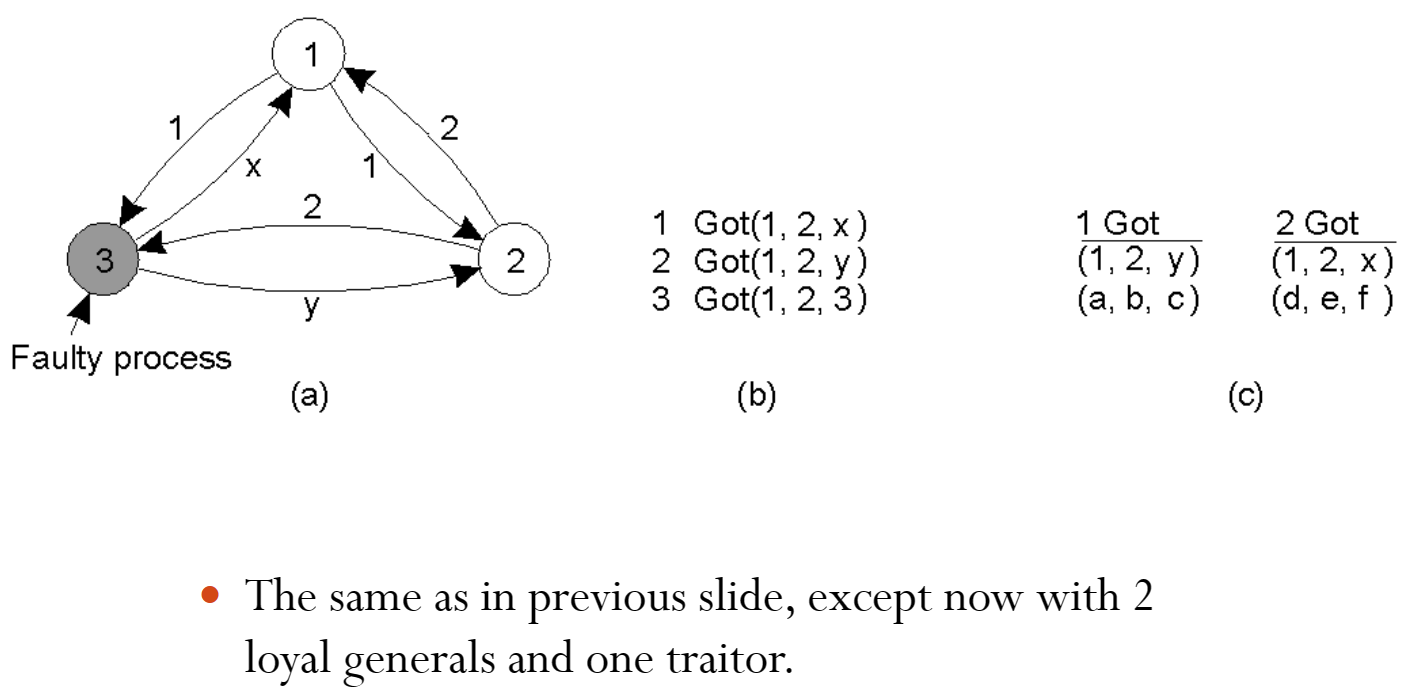 1
1
x
1
2
2
3
2
y
Faulty process
(a)
1 Got(1, 2, x)
2 Got(1, 2, y)
3 Got(1, 2, 3)
(b)
1 Got
(1, 2, y)
(a, b, c)
2 Got
(1, 2, x)
(d, e, f)
(c)
• The same as in previous slide, except now with 2
loyal generals and one traitor.